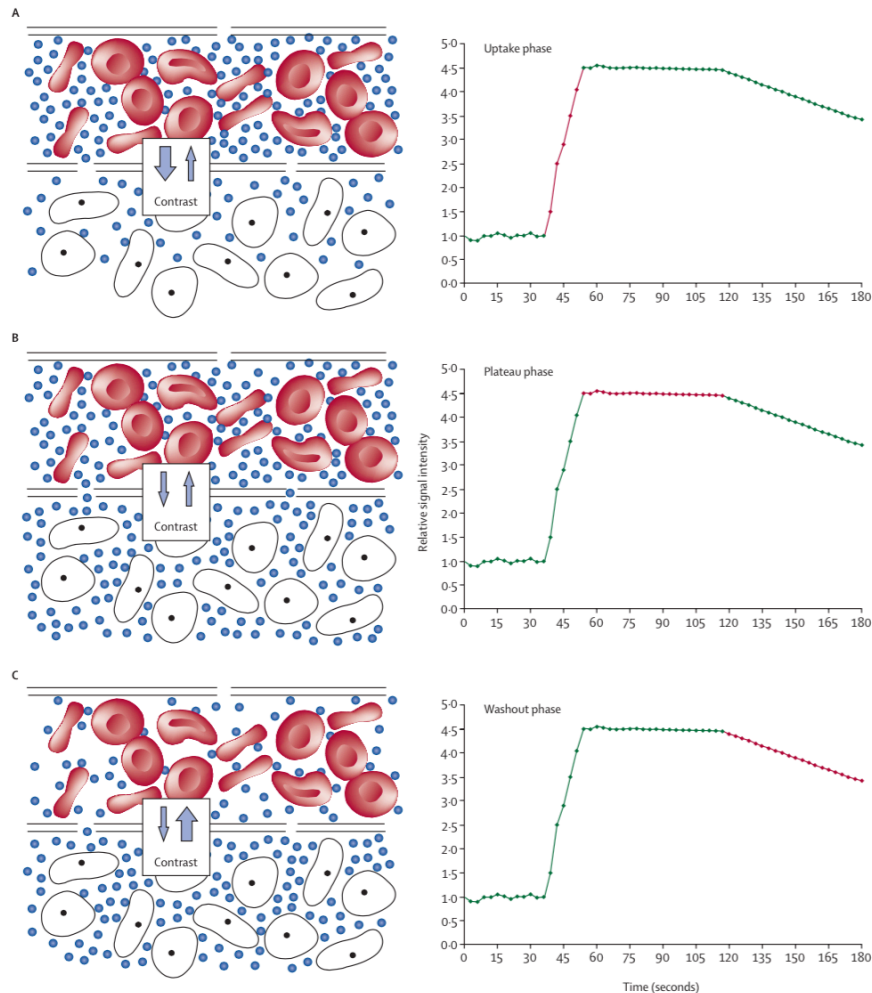 A
Uptake phase
5·0
4·5
4·0
3·5
3·0
2·5
2·0
1·5
1·0
0·5
0·0
0 15 30 45 60 75 90 105 120 135 150 165 180
Contrast
B
Plateau phase
Relative signal intensity
5·0
4·5
4·0
3·5
3·0
2·5
2·0
1·5
1·0
0·5
0·0
0 15 30 45 60 75 90 105 120 135 150 165 180
Contrast
C
Washout phase
5·0
4·5
4·0
3·5
3·0
2·5
2·0
1·5
1·0
0·5
0·0
0 15 30 45 60 75 90 105 120 135 150 165 180
Contrast
Time (seconds)